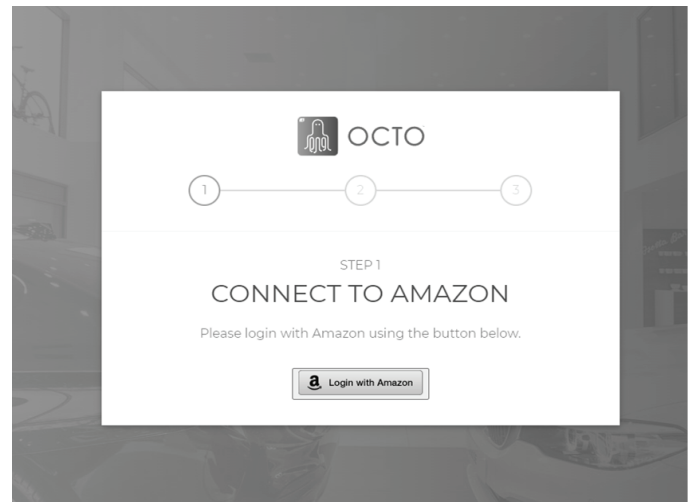 OCTO
1 2 3
STEP 1
CONNECT TO AMAZON
Please login with Amazon using the button below.
a Login with Amazon